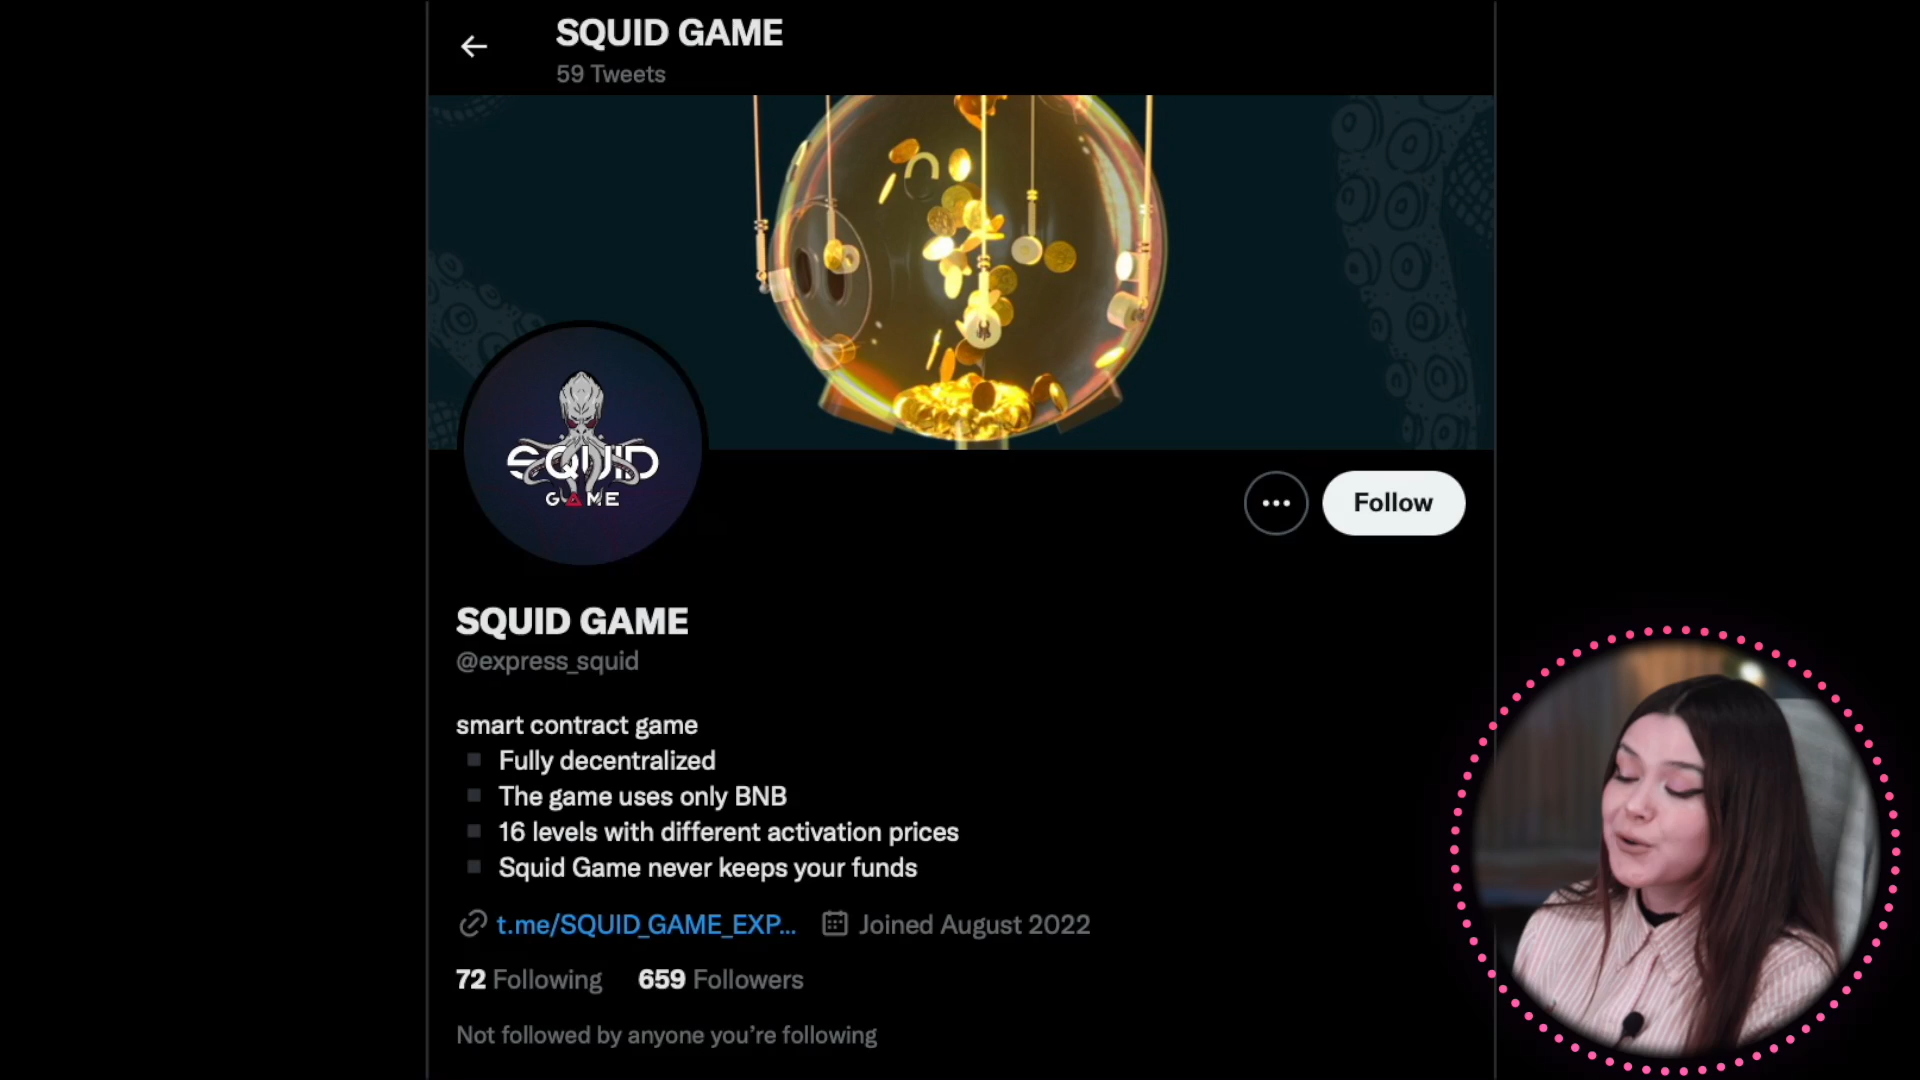 SQUID GAME
59 Tweets
SQUID
GAME
Follow
SQUID GAME
@express_squid
smart contract game
Fully decentralized
The game uses only BNB
16 levels with different activation prices
Squid Game never keeps your funds
t.me/SQUID_GAME_EXP... Joined August 2022
72 Following 659 Followers
Not followed by anyone you're following